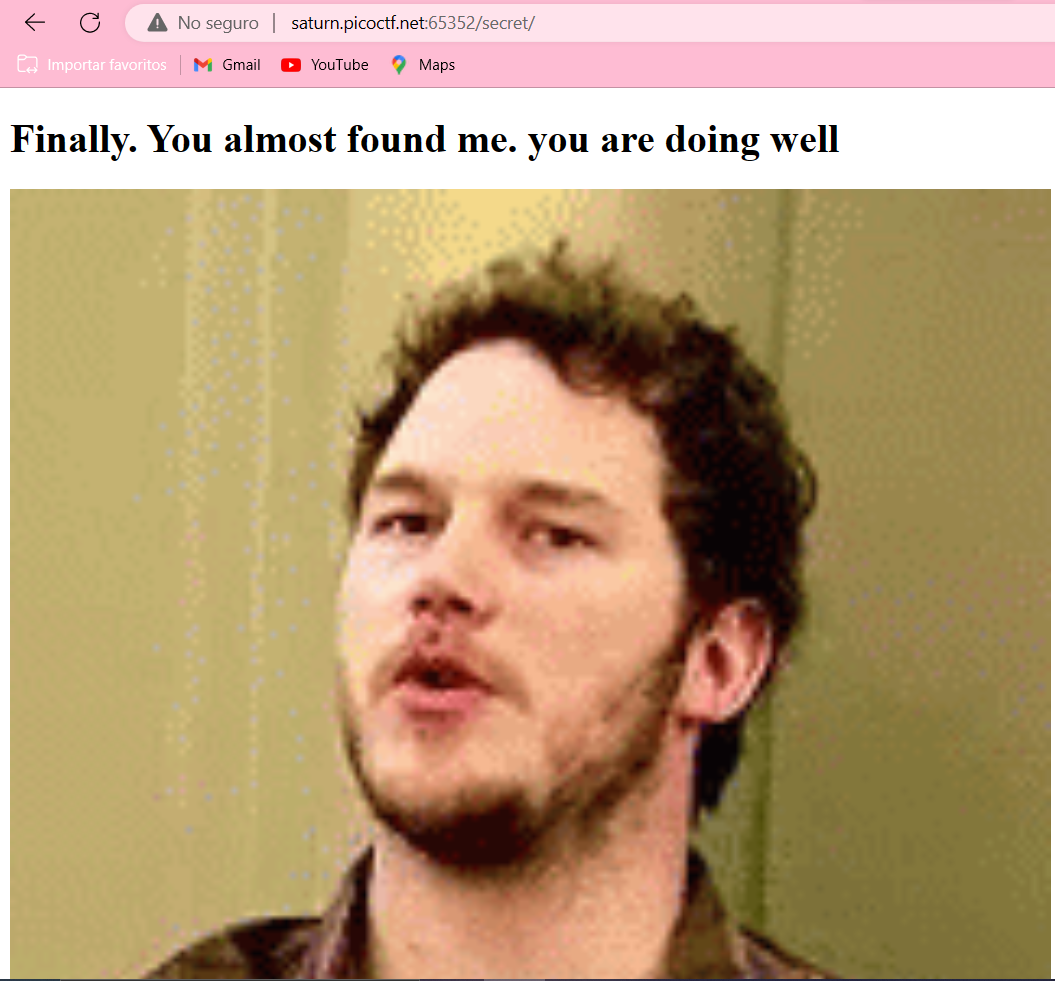 No seguro | saturn.picoctf.net:65352/secret/
Importar favoritos Gmail YouTube Maps
Finally. You almost found me. you are doing well